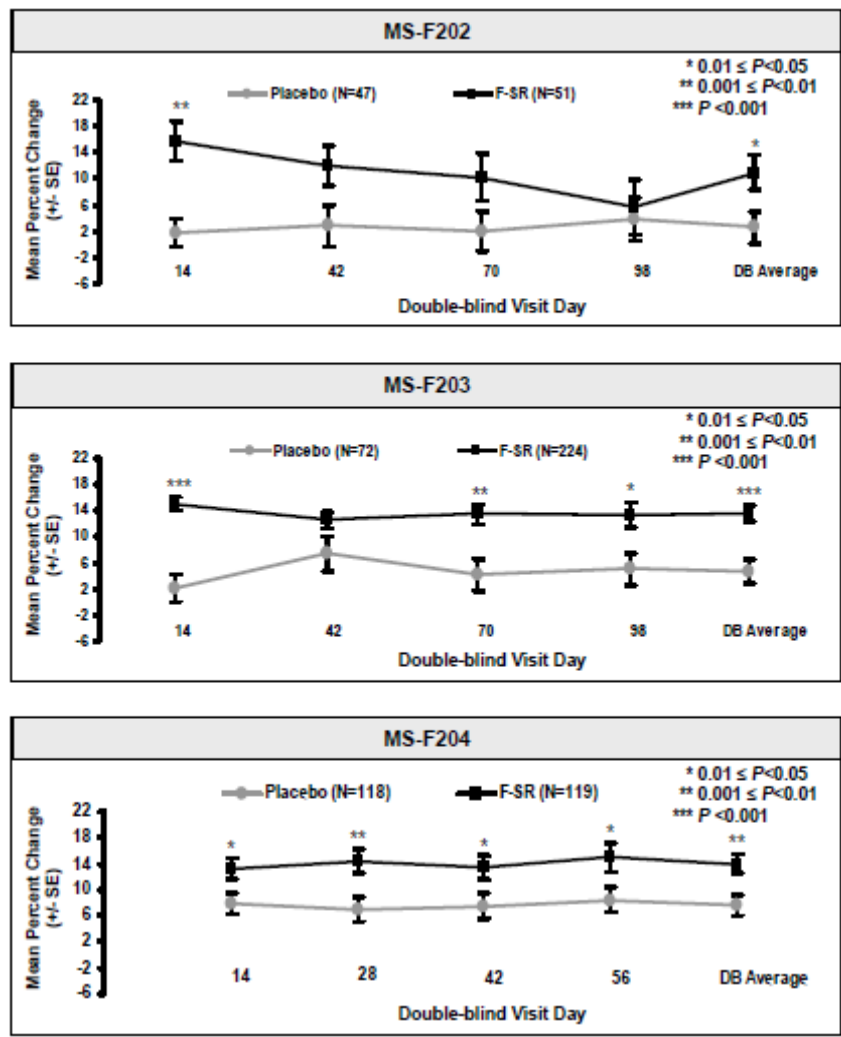 MS-F202
* 0.01 ≤ P<0.05
** 0.001 ≤ P<0.01
*** P <0.001
Placebo (N=47) F-SR (N=51)
Mean Percent Change
(+/- SE)
22
18
14
10
6
2
-2
-6
** *
14 42 70 98 DB Average
Double-blind Visit Day
MS-F203
* 0.01 ≤ P<0.05
** 0.001 ≤ P<0.01
*** P <0.001
Placebo (N=72) F-SR (N=224)
Mean Percent Change
(+/- SE)
22
18
14
10
6
2
-2
-6
*** ** * ***
14 42 70 98 DB Average
Double-blind Visit Day
MS-F204
* 0.01 ≤ P<0.05
** 0.001 ≤ P<0.01
*** P <0.001
Placebo (N=118) F-SR (N=119)
Mean Percent Change
(+/- SE)
22
18
14
10
6
2
-2
-6
* ** * * **
14 28 42 56 DB Average
Double-blind Visit Day